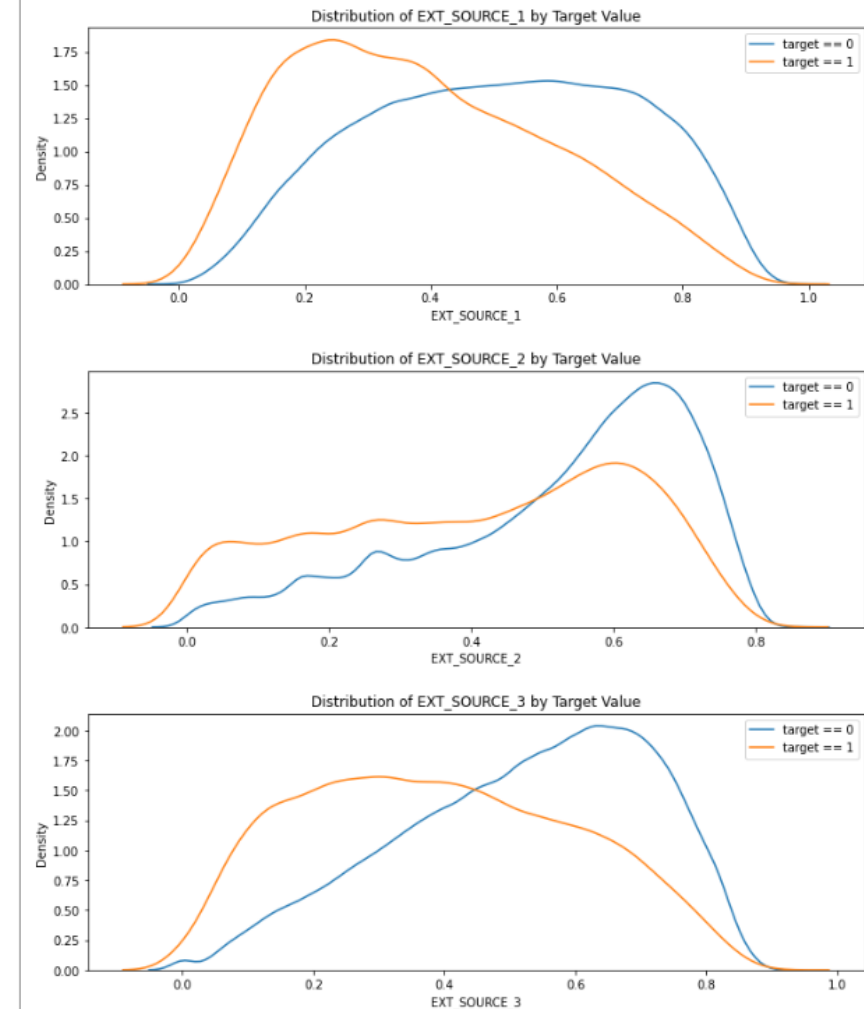 Distribution of EXT_SOURCE_1 by Target Value
target == 0
target == 1
1.75
1.50
1.25
1.00
0.75
0.50
0.25
0.00
Density
0.0 0.2 0.4 0.6 0.8 1.0
EXT_SOURCE_1
Distribution of EXT_SOURCE_2 by Target Value
target == 0
target == 1
2.5
2.0
1.5
1.0
0.5
0.0
Density
0.0 0.2 0.4 0.6 0.8
EXT_SOURCE_2
Distribution of EXT_SOURCE_3 by Target Value
target == 0
target == 1
2.00
1.75
1.50
1.25
1.00
0.75
0.50
0.25
0.00
Density
0.0 0.2 0.4 0.6 0.8 1.0
EXT_SOURCE_3